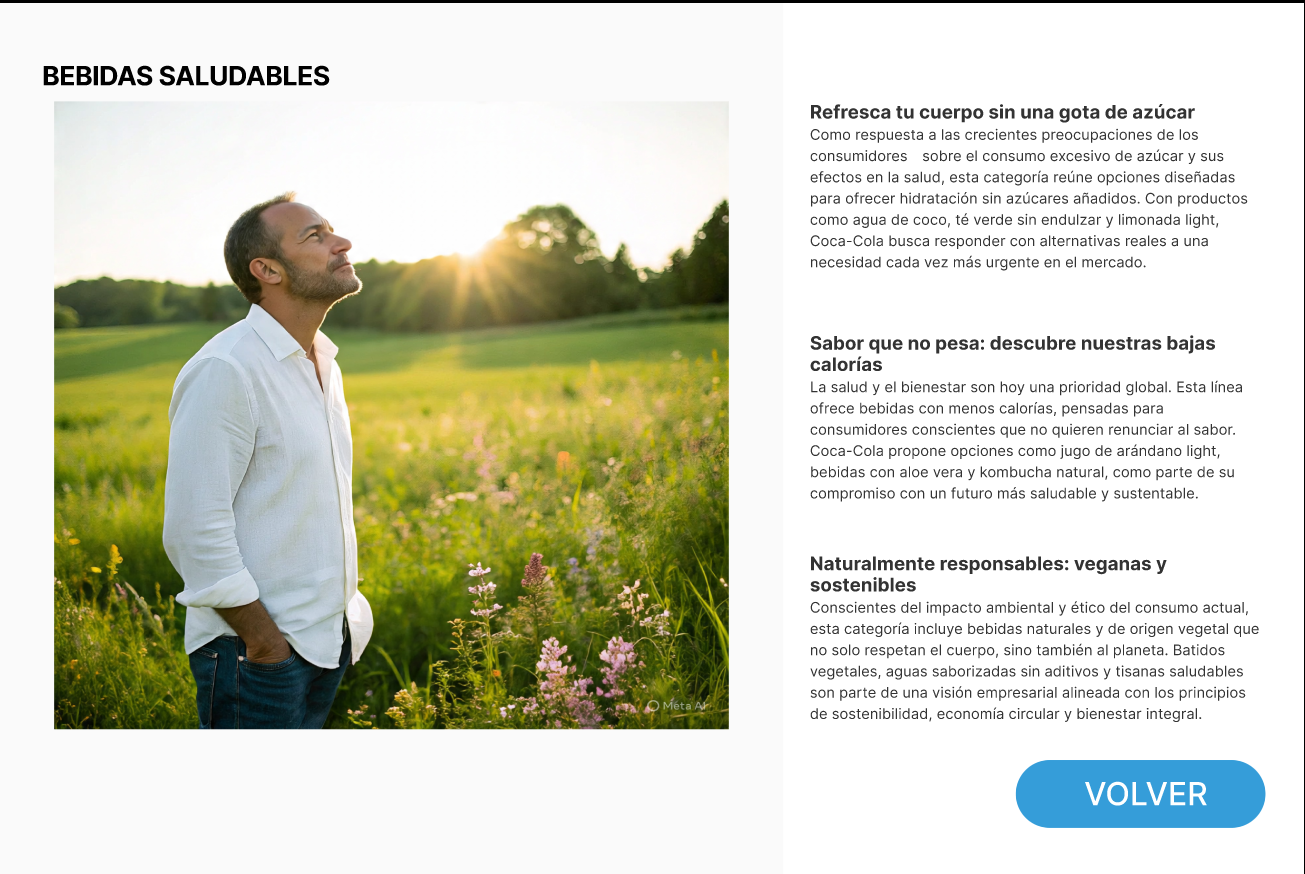 BEBIDAS SALUDABLES
Meta AI
Refresca tu cuerpo sin una gota de azúcar
Como respuesta a las crecientes preocupaciones de los
consumidores sobre el consumo excesivo de azúcar y sus
efectos en la salud, esta categoría reúne opciones diseñadas
para ofrecer hidratación sin azúcares añadidos. Con productos
como agua de coco, té verde sin endulzar y limonada light,
Coca-Cola busca responder con alternativas reales a una
necesidad cada vez más urgente en el mercado.
Sabor que no pesa: descubre nuestras bajas
calorías
La salud y el bienestar son hoy una prioridad global. Esta línea
ofrece bebidas con menos calorías, pensadas para
consumidores conscientes que no quieren renunciar al sabor.
Coca-Cola propone opciones como jugo de arándano light,
bebidas con aloe vera y kombucha natural, como parte de su
compromiso con un futuro más saludable y sustentable.
Naturalmente responsables: veganas y
sostenibles
Conscientes del impacto ambiental y ético del consumo actual,
esta categoría incluye bebidas naturales y de origen vegetal que
no solo respetan el cuerpo, sino también al planeta. Batidos
vegetales, aguas saborizadas sin aditivos y tisanas saludables
son parte de una visión empresarial alineada con los principios
de sostenibilidad, economía circular y bienestar integral.
VOLVER